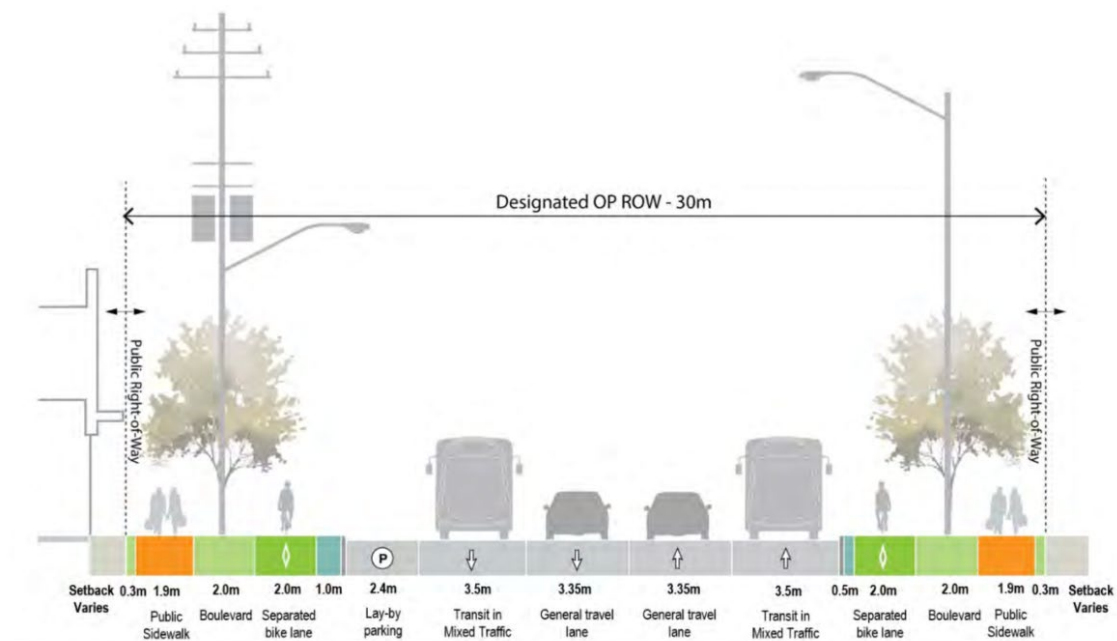 Designated OP ROW - 30m
Public Right-of-Way
Public Right-of-Way
P
Setback
Varies
0.3m
1.9m
Public
Sidewalk
2.0m
Boulevard
2.0m
Separated
bike lane
1.0m
2.4m
Lay-by
parking
3.5m
Transit in
Mixed Traffic
3.35m
General travel
lane
3.35m
General travel
lane
3.5m
Transit in
Mixed Traffic
0.5m
2.0m
Separated
bike lane
2.0m
Boulevard
1.9m
Public
Sidewalk
0.3m
Setback
Varies